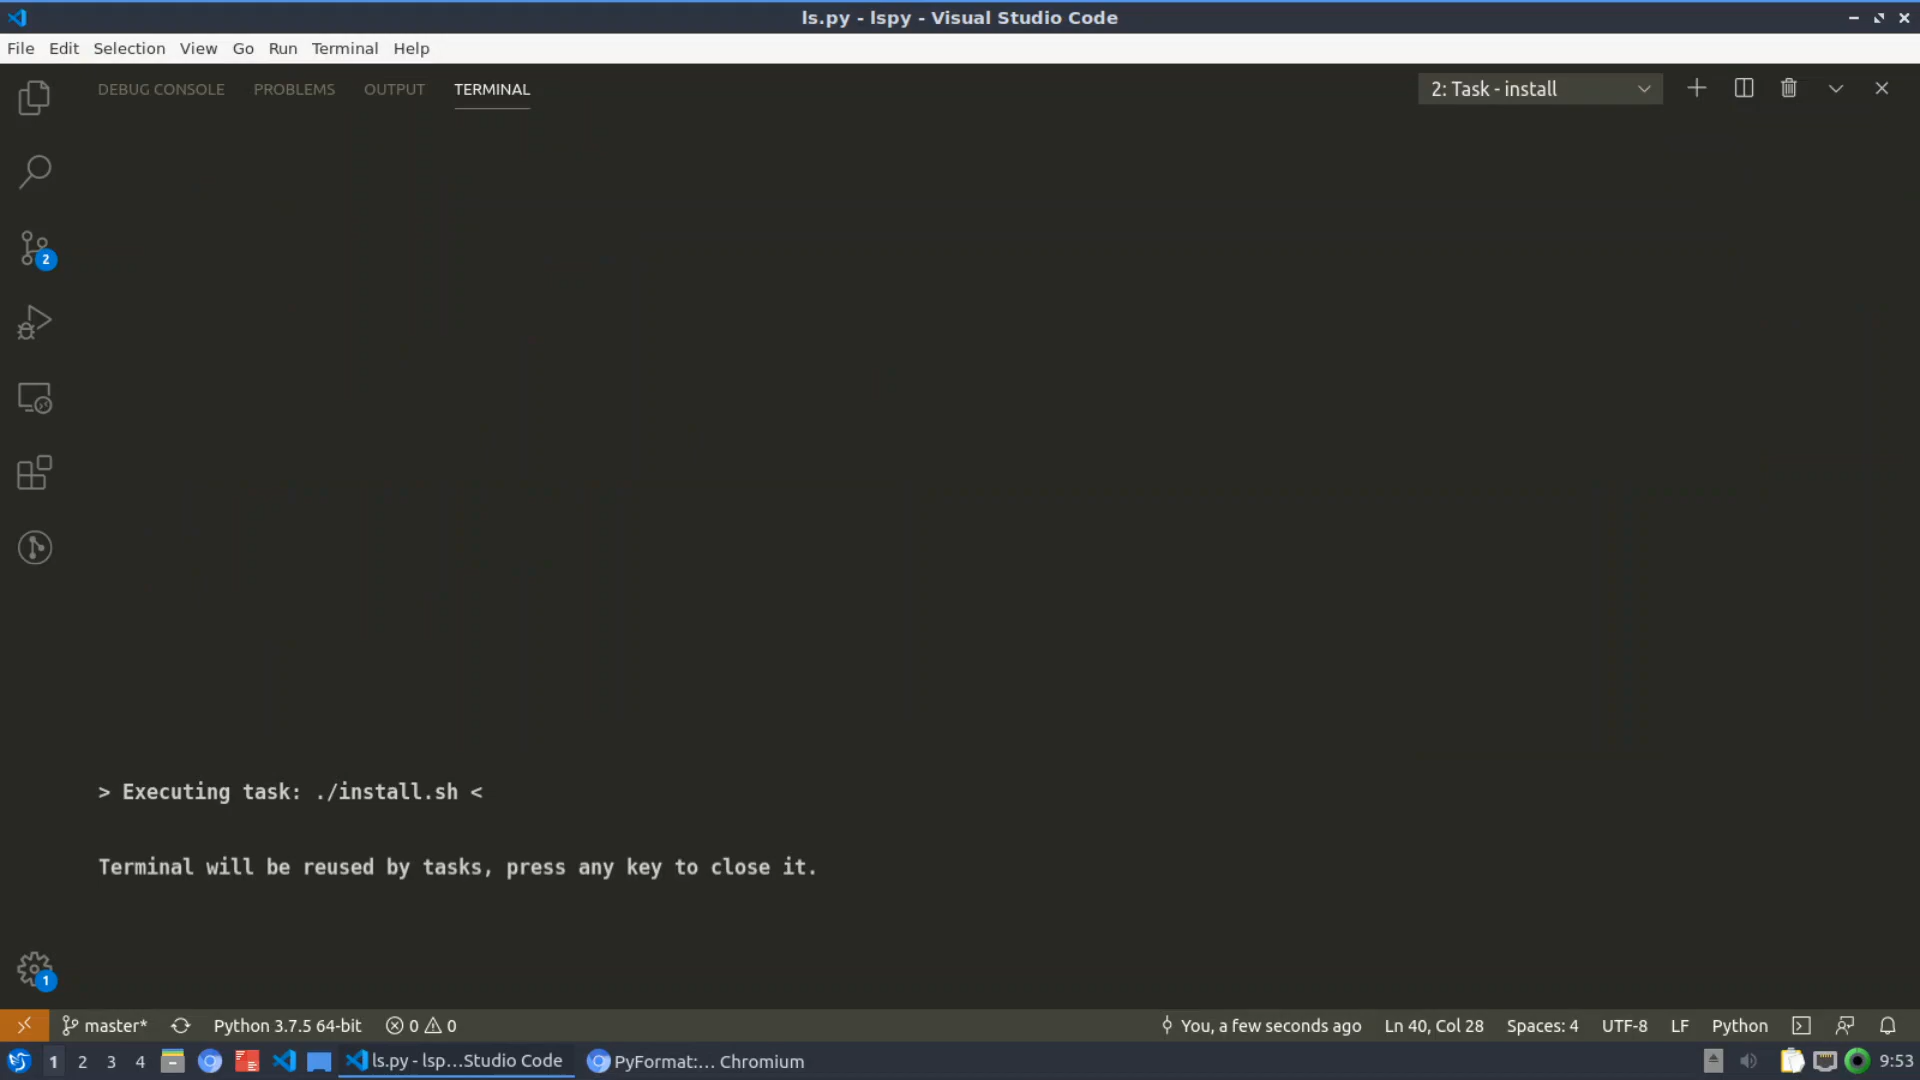 ls.py - lspy - Visual Studio Code
File Edit Selection View Go Run Terminal Help
DEBUG CONSOLE PROBLEMS OUTPUT TERMINAL 2: Task - install
2
> Executing task: ./install.sh <
Terminal will be reused by tasks, press any key to close it.
1
master* Python 3.7.5 64-bit 0 0 You, a few seconds ago Ln 40, Col 28 Spaces: 4 UTF-8 LF Python
1 2 3 4 ls.py - lsp...Studio Code PyFormat:... Chromium 9:53